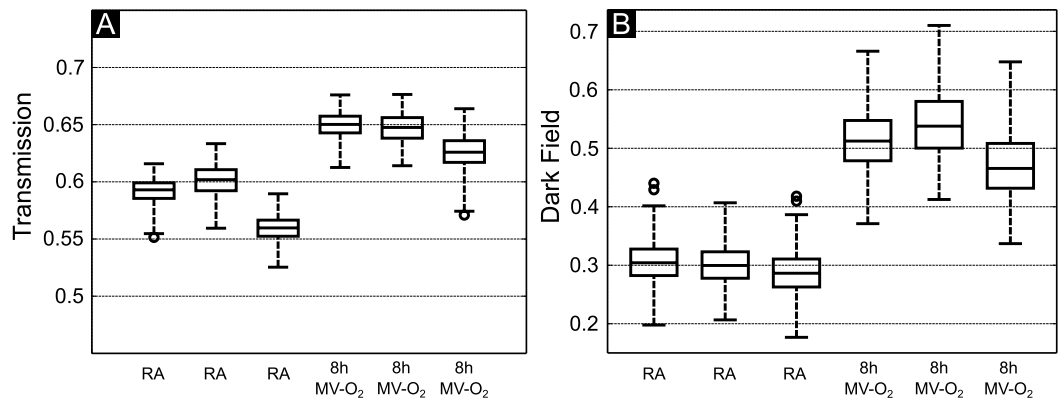 A
Transmission
0.7
0.65
0.6
0.55
0.5
RA RA RA 8h MV-O₂ 8h MV-O₂ 8h MV-O₂
B
Dark Field
0.7
0.6
0.5
0.4
0.3
0.2
RA RA RA 8h MV-O₂ 8h MV-O₂ 8h MV-O₂